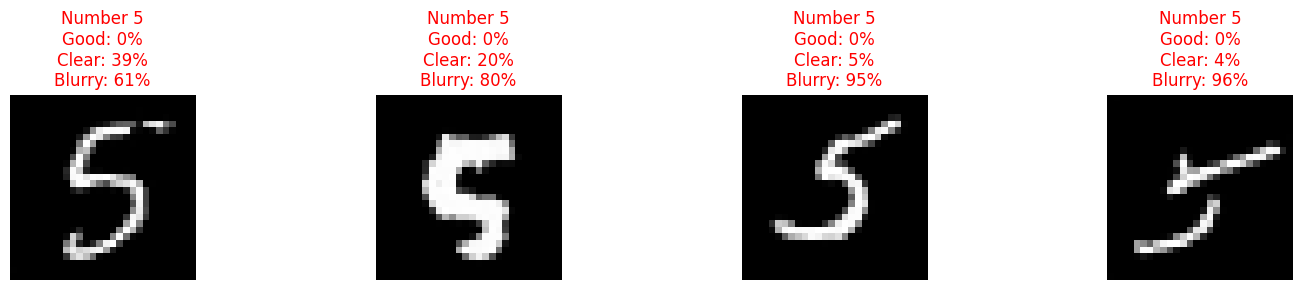 Number 5
Good: 0%
Clear: 39%
Blurry: 61%
5
Number 5
Good: 0%
Clear: 20%
Blurry: 80%
5
Number 5
Good: 0%
Clear: 5%
Blurry: 95%
5
Number 5
Good: 0%
Clear: 4%
Blurry: 96%
5